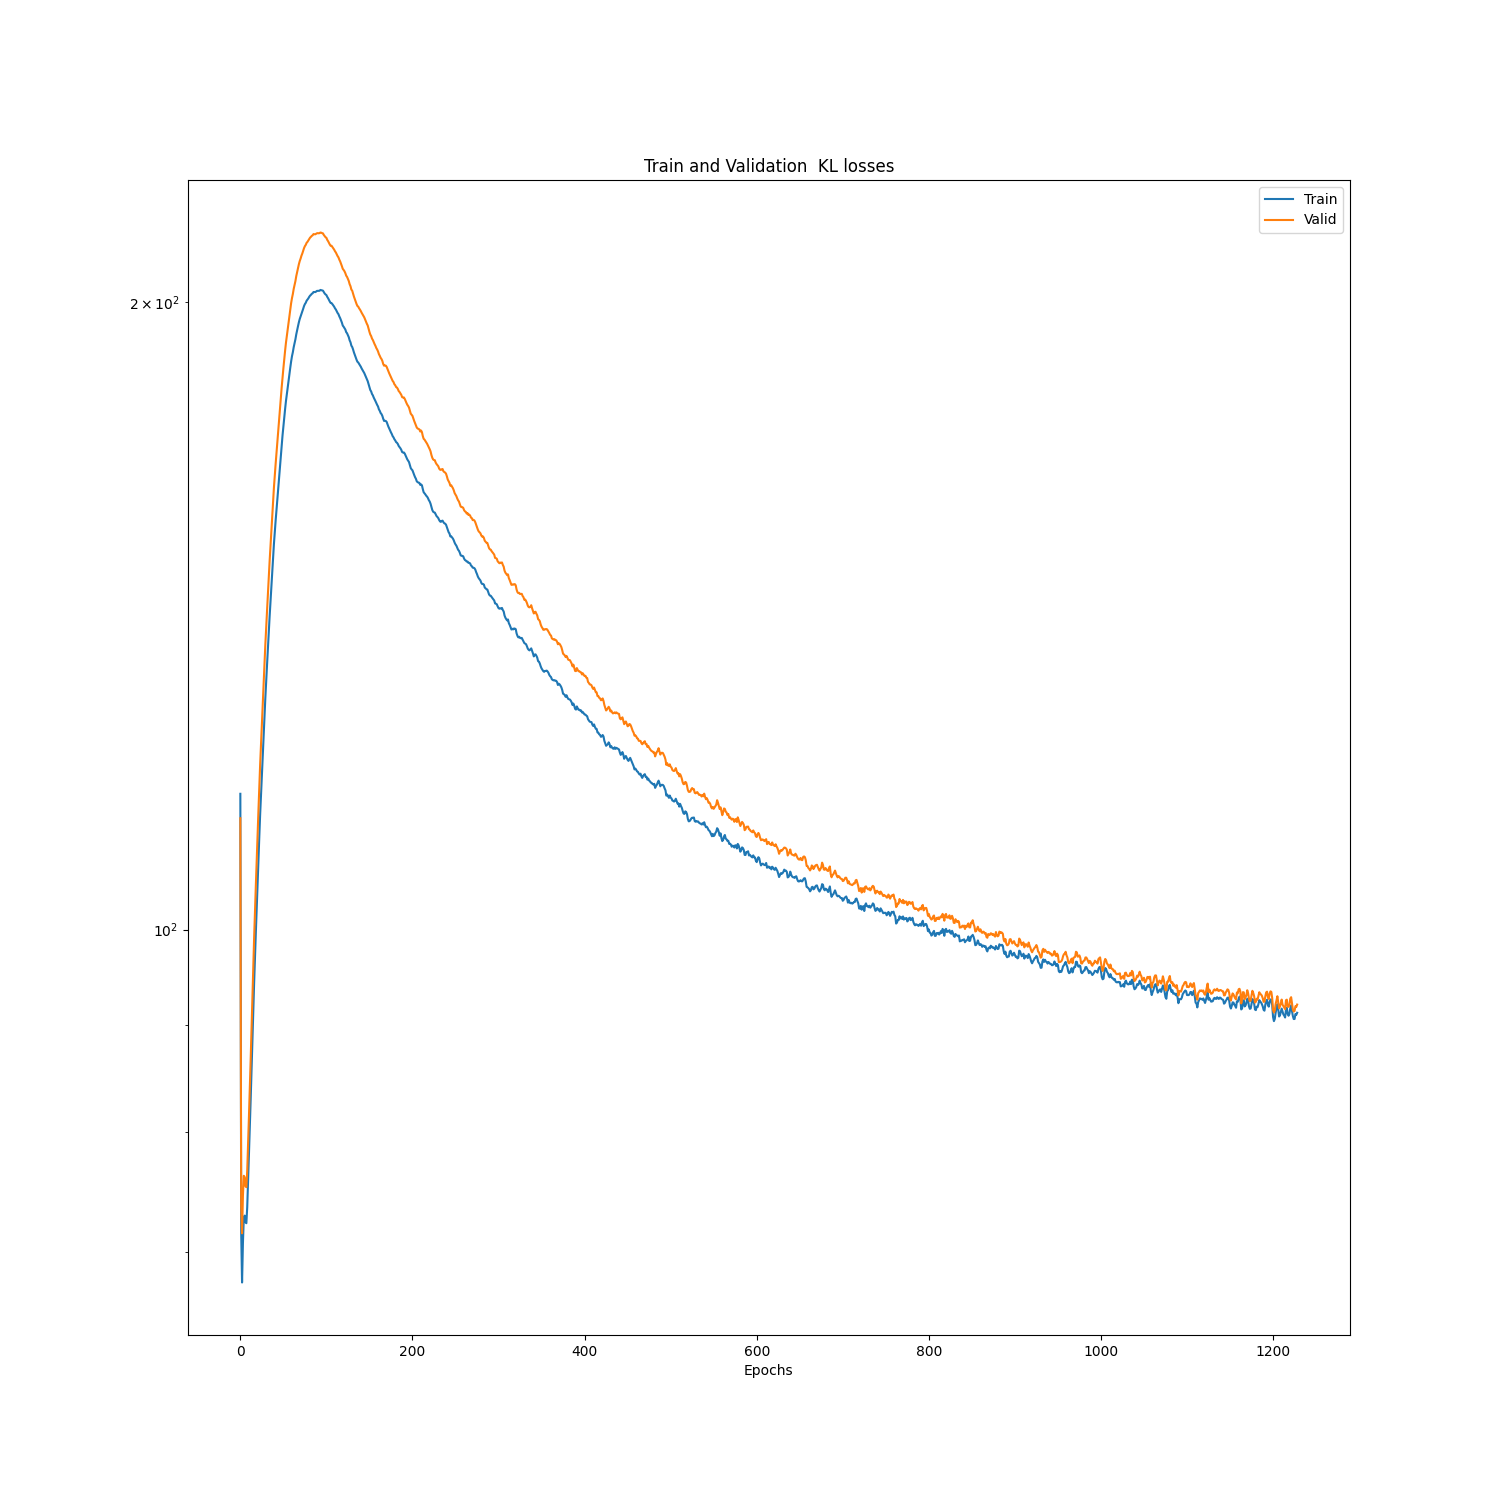 Train and Validation  KL losses
Train
Valid
2 × 10²
10²
0 200 400 600 800 1000 1200
Epochs